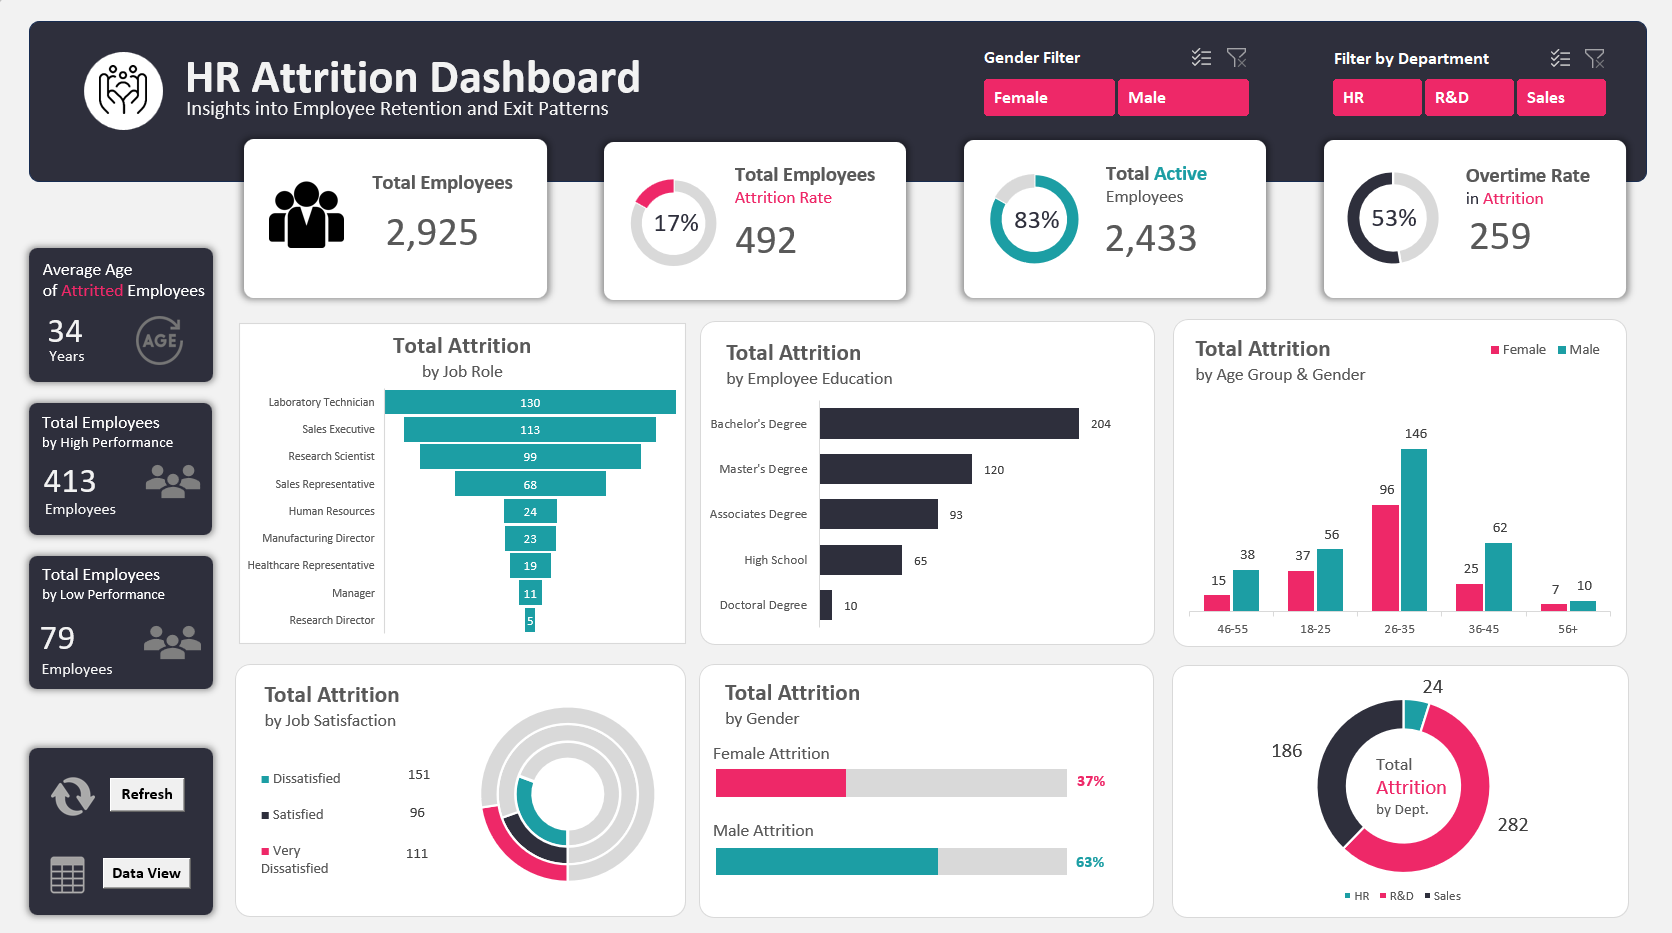 HR Attrition Dashboard
Insights into Employee Retention and Exit Patterns
Gender Filter
Female
Male
Filter by Department
HR
R&D
Sales
Total Employees
2,925
17%
Total Employees
Attrition Rate
492
83%
Total Active
Employees
2,433
53%
Overtime Rate
in Attrition
259
Average Age
of Attritted Employees
34
Years
AGE
Total Employees
by High Performance
413
Employees
Total Employees
by Low Performance
79
Employees
Refresh
Data View
Total Attrition
by Job Role
Laboratory Technician 130
Sales Executive 113
Research Scientist 99
Sales Representative 68
Human Resources 24
Manufacturing Director 23
Healthcare Representative 19
Manager 11
Research Director 5
Total Attrition
by Employee Education
Bachelor's Degree 204
Master's Degree 120
Associates Degree 93
High School 65
Doctoral Degree 10
Total Attrition
by Age Group & Gender
Female Male
15 38 37 56 96 146 25 62 7 10
46-55 18-25 26-35 36-45 56+
Total Attrition
by Job Satisfaction
Dissatisfied 151
Satisfied 96
Very 111
Dissatisfied
Total Attrition
by Gender
Female Attrition
37%
Male Attrition
63%
24
186
282
Total
Attrition
by Dept.
HR R&D Sales